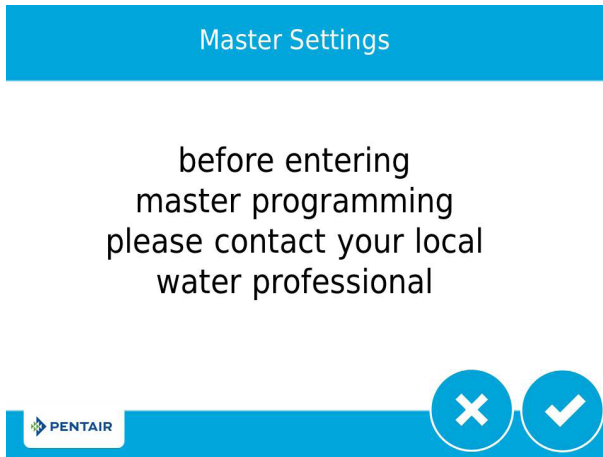 Master Settings
before entering
master programming
please contact your local
water professional
PENTAIR